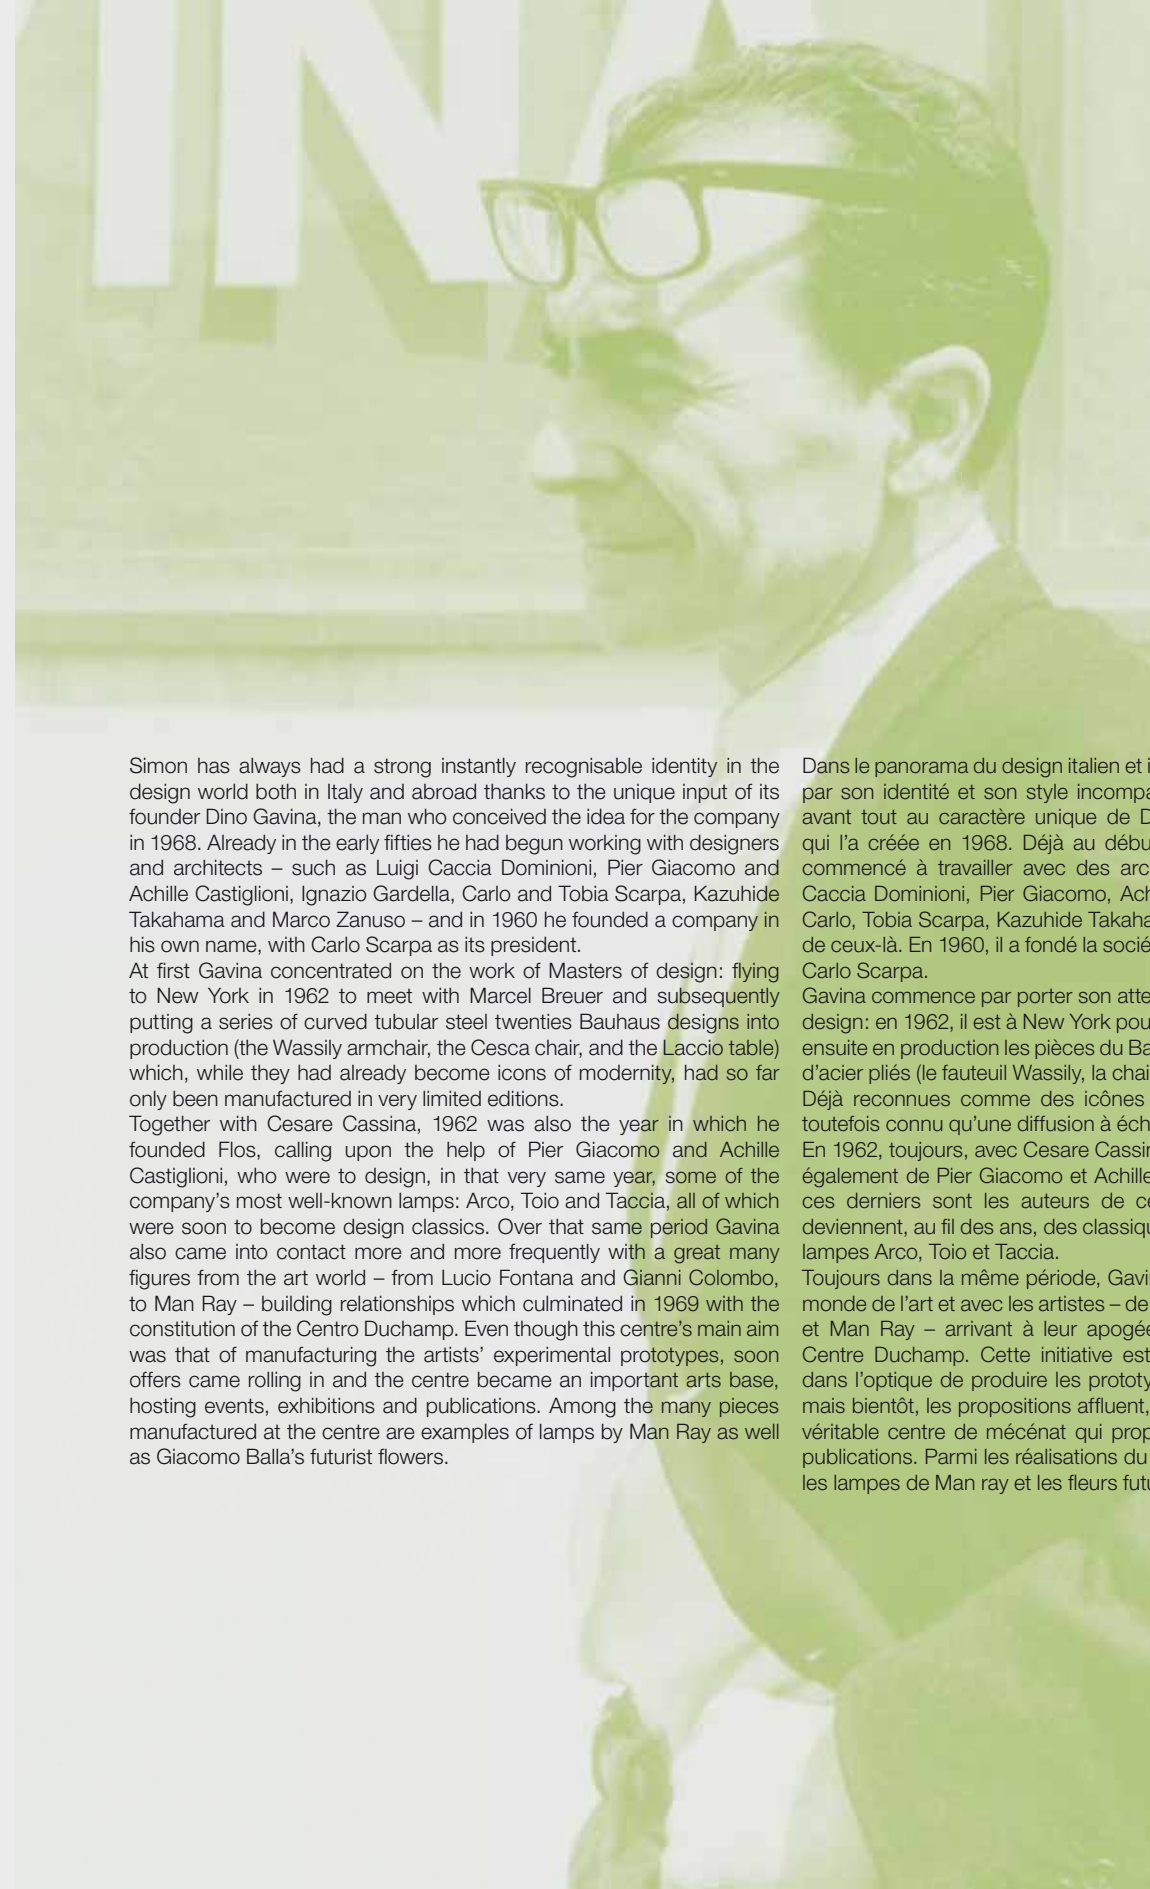 INA
Simon has always had a strong instantly recognisable identity in the
design world both in Italy and abroad thanks to the unique input of its
founder Dino Gavina, the man who conceived the idea for the company
in 1968. Already in the early fifties he had begun working with designers
and architects – such as Luigi Caccia Dominioni, Pier Giacomo and
Achille Castiglioni, Ignazio Gardella, Carlo and Tobia Scarpa, Kazuhide
Takahama and Marco Zanuso – and in 1960 he founded a company in
his own name, with Carlo Scarpa as its president.
At first Gavina concentrated on the work of Masters of design: flying
to New York in 1962 to meet with Marcel Breuer and subsequently
putting a series of curved tubular steel twenties Bauhaus designs into
production (the Wassily armchair, the Cesca chair, and the Laccio table)
which, while they had already become icons of modernity, had so far
only been manufactured in very limited editions.
Together with Cesare Cassina, 1962 was also the year in which he
founded Flos, calling upon the help of Pier Giacomo and Achille
Castiglioni, who were to design, in that very same year, some of the
company's most well-known lamps: Arco, Toio and Taccia, all of which
were soon to become design classics. Over that same period Gavina
also came into contact more and more frequently with a great many
figures from the art world – from Lucio Fontana and Gianni Colombo,
to Man Ray – building relationships which culminated in 1969 with the
constitution of the Centro Duchamp. Even though this centre's main aim
was that of manufacturing the artists' experimental prototypes, soon
offers came rolling in and the centre became an important arts base,
hosting events, exhibitions and publications. Among the many pieces
manufactured at the centre are examples of lamps by Man Ray as well
as Giacomo Balla's futurist flowers.
Dans le panorama du design italien et i
par son identité et son style incompa
avant tout au caractère unique de D
qui l'a créée en 1968. Déjà au débu
commencé à travailler avec des arc
Caccia Dominioni, Pier Giacomo, Ach
Carlo, Tobia Scarpa, Kazuhide Takaha
de ceux-là. En 1960, il a fondé la socié
Carlo Scarpa.
Gavina commence par porter son atte
design: en 1962, il est à New York pou
ensuite en production les pièces du Ba
d'acier pliés (le fauteuil Wassily, la chai
Déjà reconnues comme des icônes
toutefois connu qu'une diffusion à éch
En 1962, toujours, avec Cesare Cassin
également de Pier Giacomo et Achille
ces derniers sont les auteurs de ce
deviennent, au fil des ans, des classiqu
lampes Arco, Toio et Taccia.
Toujours dans la même période, Gavi
monde de l'art et avec les artistes – de
et Man Ray – arrivant à leur apogée
Centre Duchamp. Cette initiative est
dans l'optique de produire les prototy
mais bientôt, les propositions affluent,
véritable centre de mécénat qui prop
publications. Parmi les réalisations du
les lampes de Man ray et les fleurs futu